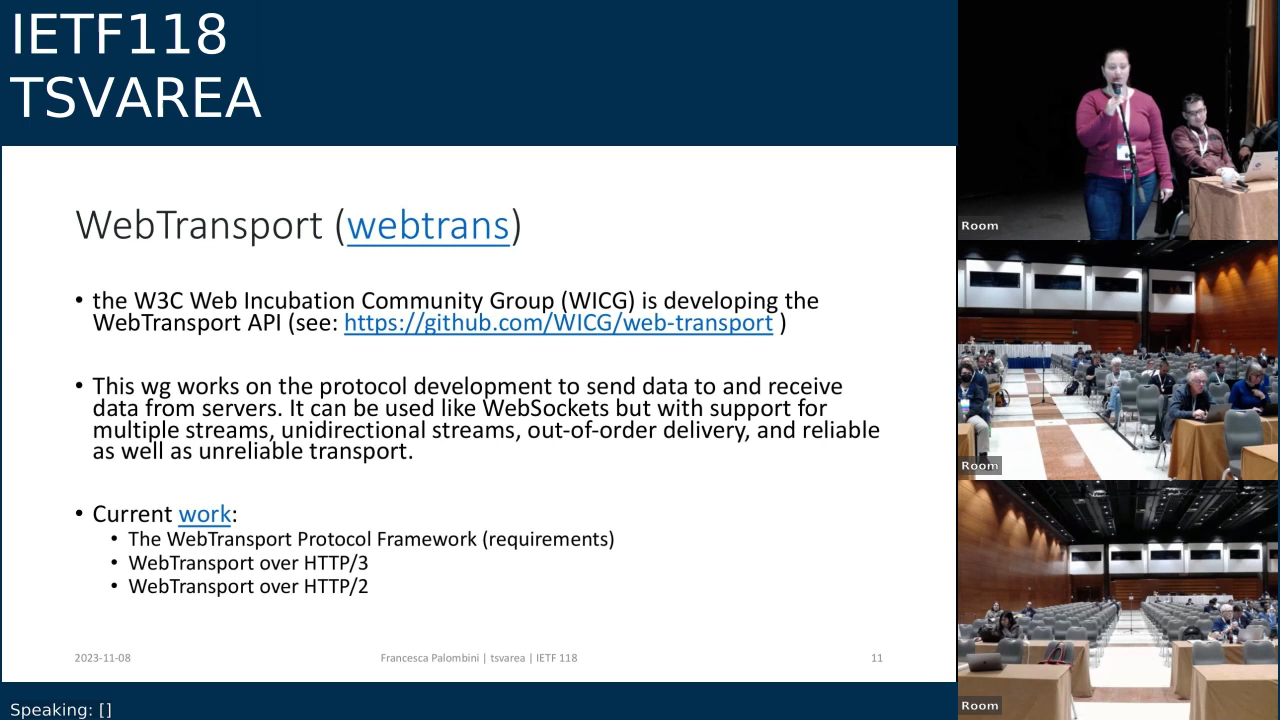 IETF118
TSVAREA
WebTransport (webtrans)
• the W3C Web Incubation Community Group (WICG) is developing the
WebTransport API (see: https://github.com/WICG/web-transport )
• This wg works on the protocol development to send data to and receive
data from servers. It can be used like WebSockets but with support for
multiple streams, unidirectional streams, out-of-order delivery, and reliable
as well as unreliable transport.
• Current work:
• The WebTransport Protocol Framework (requirements)
• WebTransport over HTTP/3
• WebTransport over HTTP/2
2023-11-08
Francesca Palombini | tsvarea | IETF 118
11
Speaking: []
Room
Room
Room